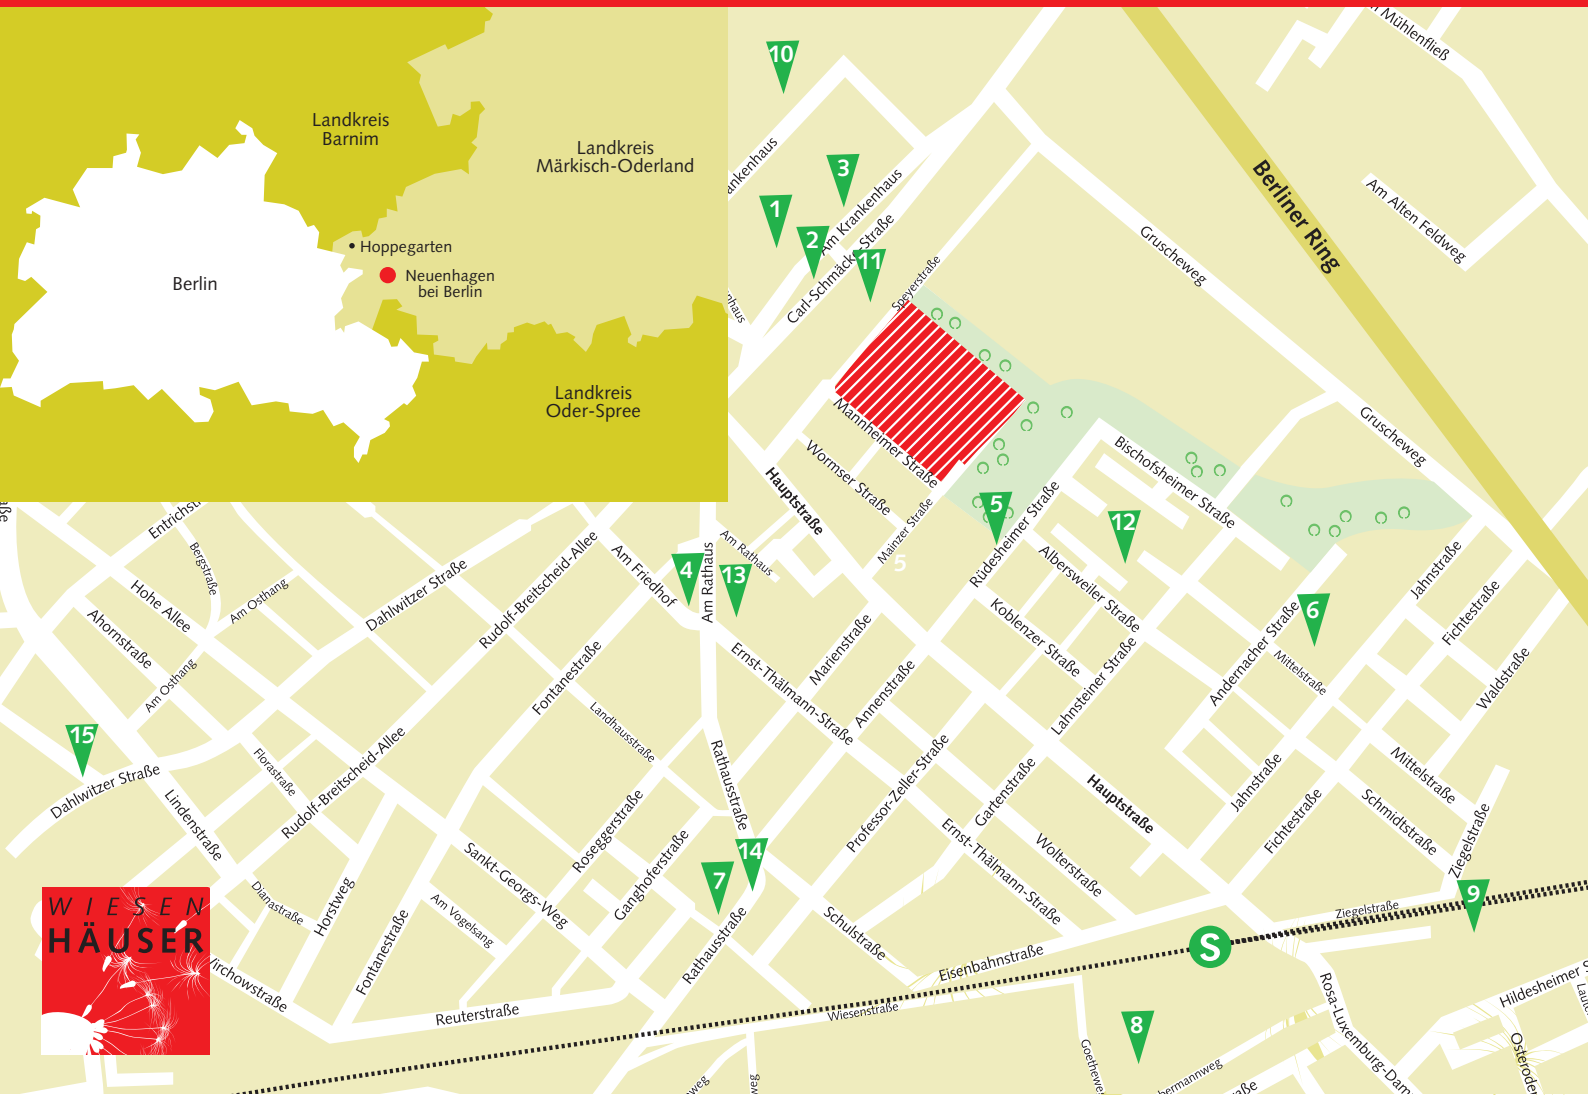 Landkreis
Barnim
Landkreis
Märkisch-Oderland
• Hoppegarten
Neuenhagen
bei Berlin
Berlin
Landkreis
Oder-Spree
10
3
1
2
11
Am Krankenhaus
Carl-Schmäcke-Straße
Speyerstraße
Mühlenfließ
Berliner Ring
Am Alten Feldweg
Gruscheweg
Gruscheweg
Mannheimer Straße
Wormser Straße
Hauptstraße
Mainzer Straße
5
5
Rüdesheimer Straße
12
Bischofsheimer Straße
Albersweiler Straße
Koblenzer Straße
Lahnsteiner Straße
Andernacher Straße
6
Mittelstraße
Jahnstraße
Fichtestraße
Waldstraße
Bergstraße
Hohe Allee
Ahornstraße
Am Osthang
Am Osthang
Dahlwitzer Straße
Rudolf-Breitscheid-Allee
Am Friedhof
4
Am Rathaus
Am Rathaus
13
Fontanestraße
Landhausstraße
Ernst-Thälmann-Straße
Marienstraße
Annenstraße
Rathausstraße
Professor-Zeller-Straße
Gartenstraße
Hauptstraße
Jahnstraße
Fichtestraße
Mittelstraße
Schmidtstraße
Ziegelstraße
15
Dahlwitzer Straße
Lindenstraße
Florastraße
Rudolf-Breitscheid-Allee
Dianastraße
Horstweg
Fontanestraße
Sankt-Georgs-Weg
Am Vogelsang
Roseggerstraße
Ganghoferstraße
7
14
Rathausstraße
Schulstraße
Ernst-Thälmann-Straße
Wolterstraße
9
Ziegelstraße
S
Eisenbahnstraße
Wiesenstraße
Reuterstraße
WIESEN
HÄUSER
8
Rosa-Luxemburg-Dam
Hildesheimer